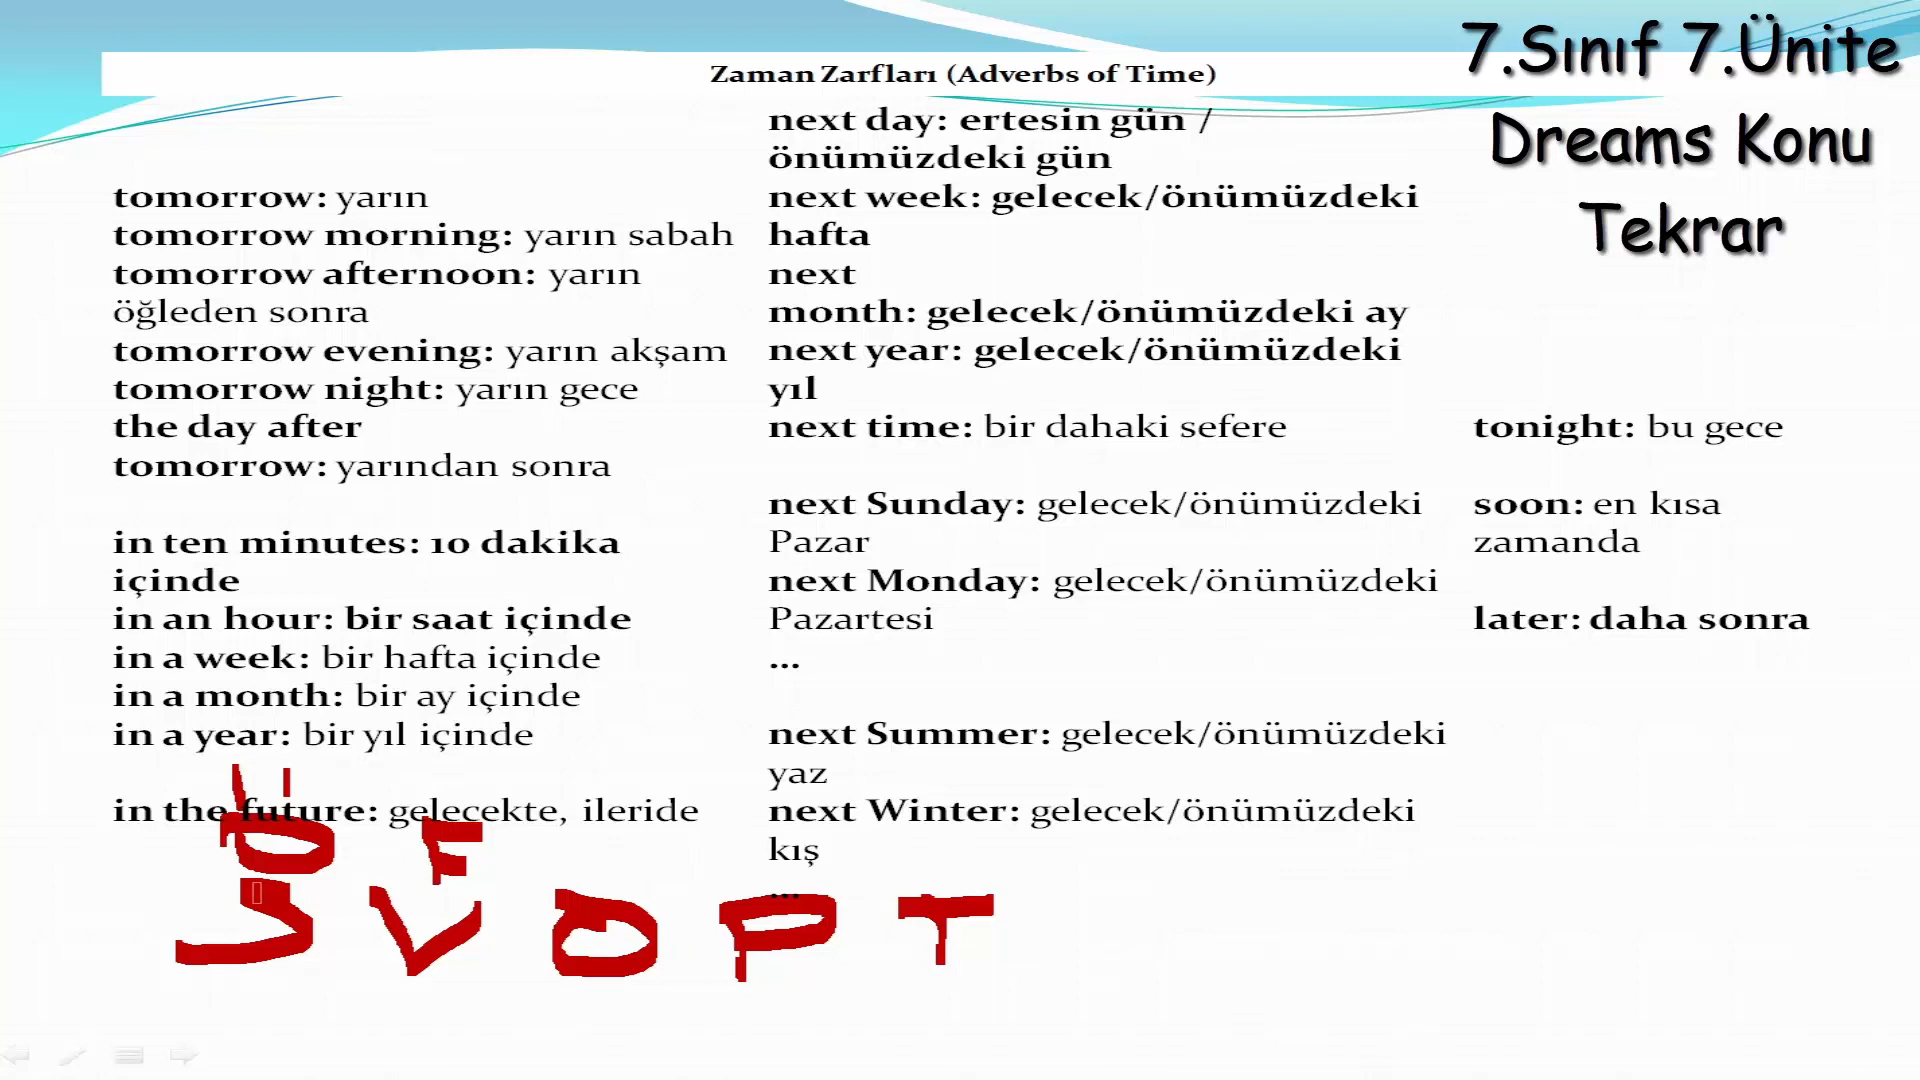 Zaman Zarfları (Adverbs of Time)
7.Sınıf 7.Ünite
Dreams Konu
Tekrar
tomorrow: yarın
tomorrow morning: yarın sabah
tomorrow afternoon: yarın
öğleden sonra
tomorrow evening: yarın akşam
tomorrow night: yarın gece
the day after
tomorrow: yarından sonra
in ten minutes: 10 dakika
içinde
in an hour: bir saat içinde
in a week: bir hafta içinde
in a month: bir ay içinde
in a year: bir yıl içinde
in the future: gelecekte, ileride
next day: ertesin gün /
önümüzdeki gün
next week: gelecek/önümüzdeki
hafta
next
month: gelecek/önümüzdeki ay
next year: gelecek/önümüzdeki
yıl
next time: bir dahaki sefere
next Sunday: gelecek/önümüzdeki
Pazar
next Monday: gelecek/önümüzdeki
Pazartesi
...
next Summer: gelecek/önümüzdeki
yaz
next Winter: gelecek/önümüzdeki
kış
...
tonight: bu gece
soon: en kısa
zamanda
later: daha sonra
S V O P T